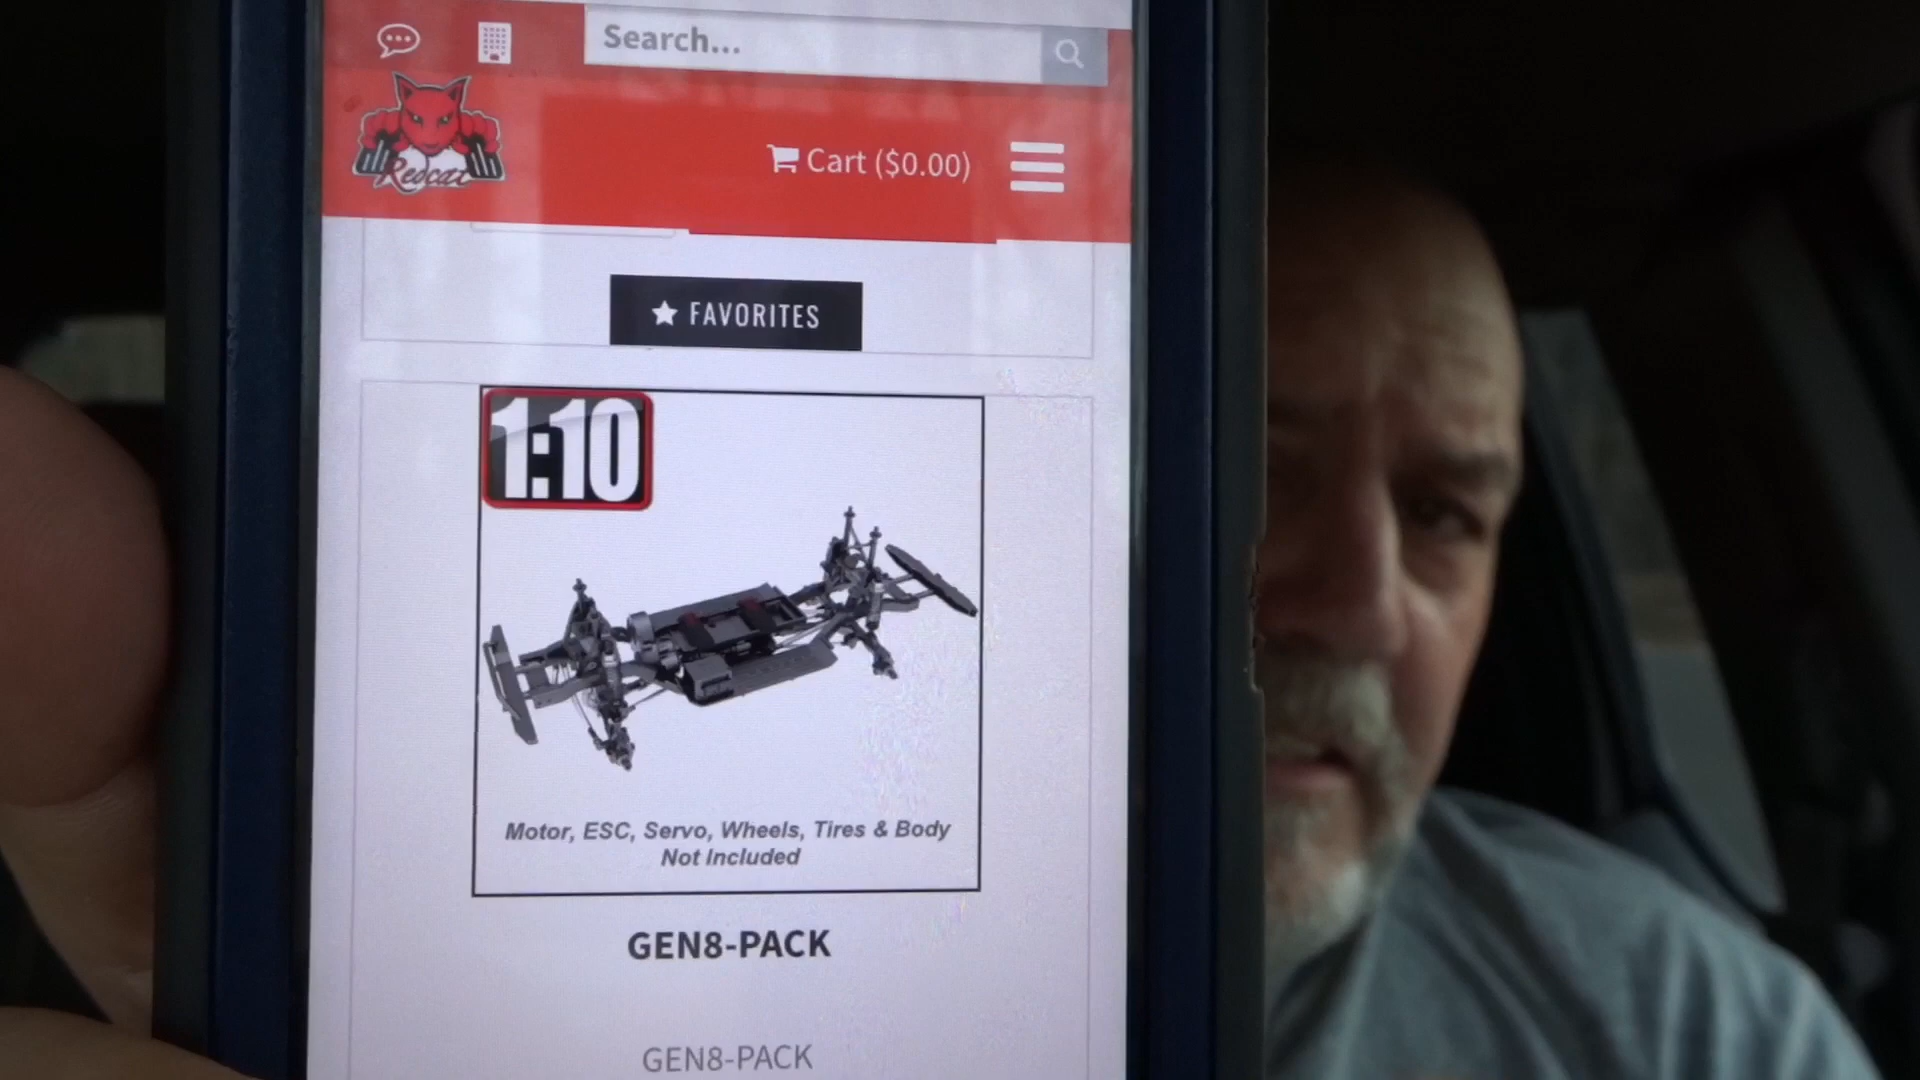 Search...
Redcat
Cart ($0.00)
FAVORITES
1:10
Motor, ESC, Servo, Wheels, Tires & Body
Not Included
GEN8-PACK
GEN8-PACK